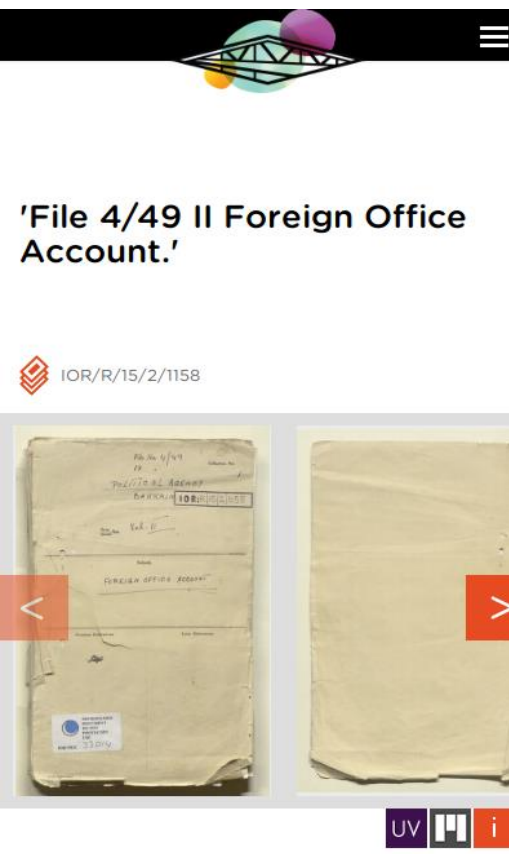 'File 4/49 II Foreign Office
Account.'
IOR/R/15/2/1158
File No. 4/49
POLITICAL AGENCY
BAHRAIN
IOR:R/15/2/1158
Vol. II
FOREIGN OFFICE ACCOUNT
<
>
UV
i